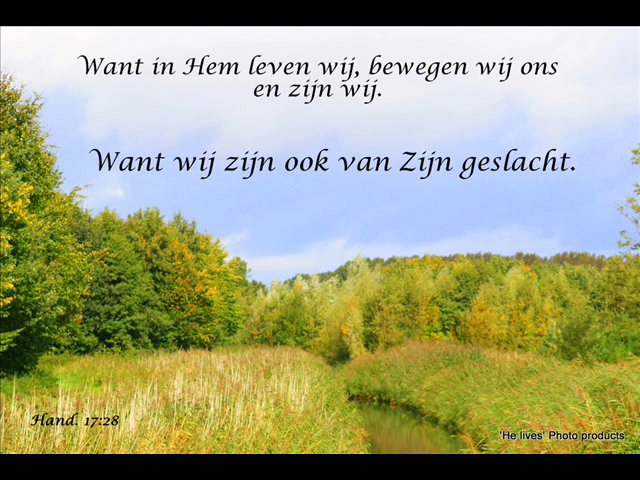 Want in Hem leven wij, bewegen wij ons
en zijn wij.
Want wij zijn ook van Zijn geslacht.
Hand. 17:28
'He lives' Photo products